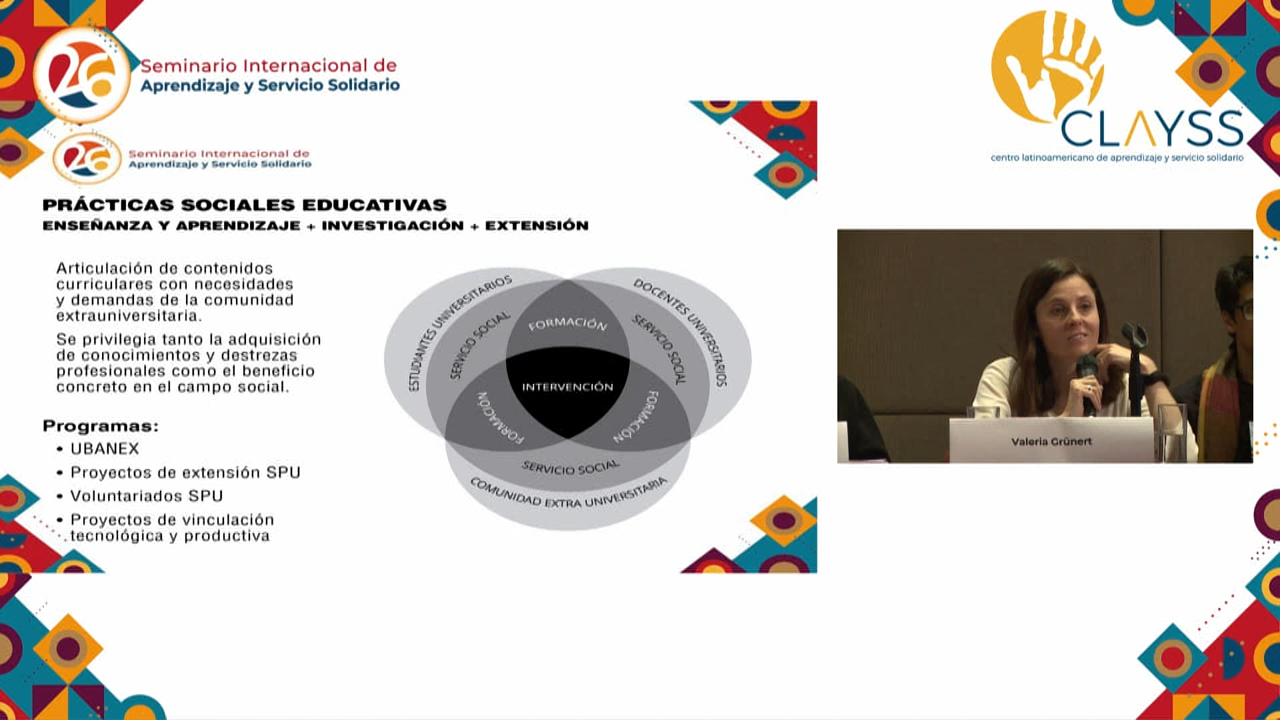 26
Seminario Internacional de
Aprendizaje y Servicio Solidario
CLAYSS
centro latinoamericano de aprendizaje y servicio solidario
26
Seminario Internacional de
Aprendizaje y Servicio Solidario
PRÁCTICAS SOCIALES EDUCATIVAS
ENSEÑANZA Y APRENDIZAJE + INVESTIGACIÓN + EXTENSIÓN
Articulación de contenidos
curriculares con necesidades
y demandas de la comunidad
extrauniversitaria.
Se privilegia tanto la adquisición
de conocimientos y destrezas
profesionales como el beneficio
concreto en el campo social.
Programas:
• UBANEX
• Proyectos de extensión SPU
• Voluntariados SPU
• Proyectos de vinculación
tecnológica y productiva
ESTUDIANTES UNIVERSITARIOS
DOCENTES UNIVERSITARIOS
SERVICIO SOCIAL
FORMACIÓN
SERVICIO SOCIAL
INTERVENCIÓN
FORMACIÓN
FORMACIÓN
SERVICIO SOCIAL
COMUNIDAD EXTRA UNIVERSITARIA
Valeria Grünert